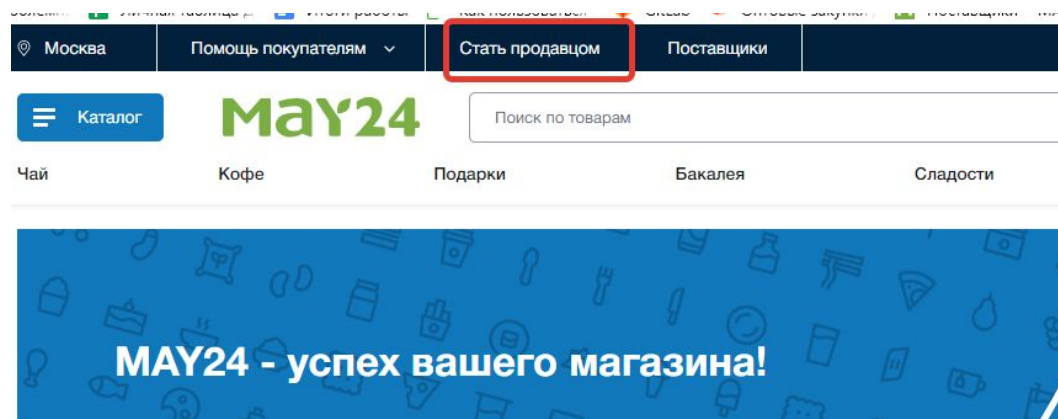 Москва Помощь покупателям Стать продавцом Поставщики
Каталог МАУ24 Поиск по товарам
Чай Кофе Подарки Бакалея Сладости
MAY24 - успех вашего магазина!